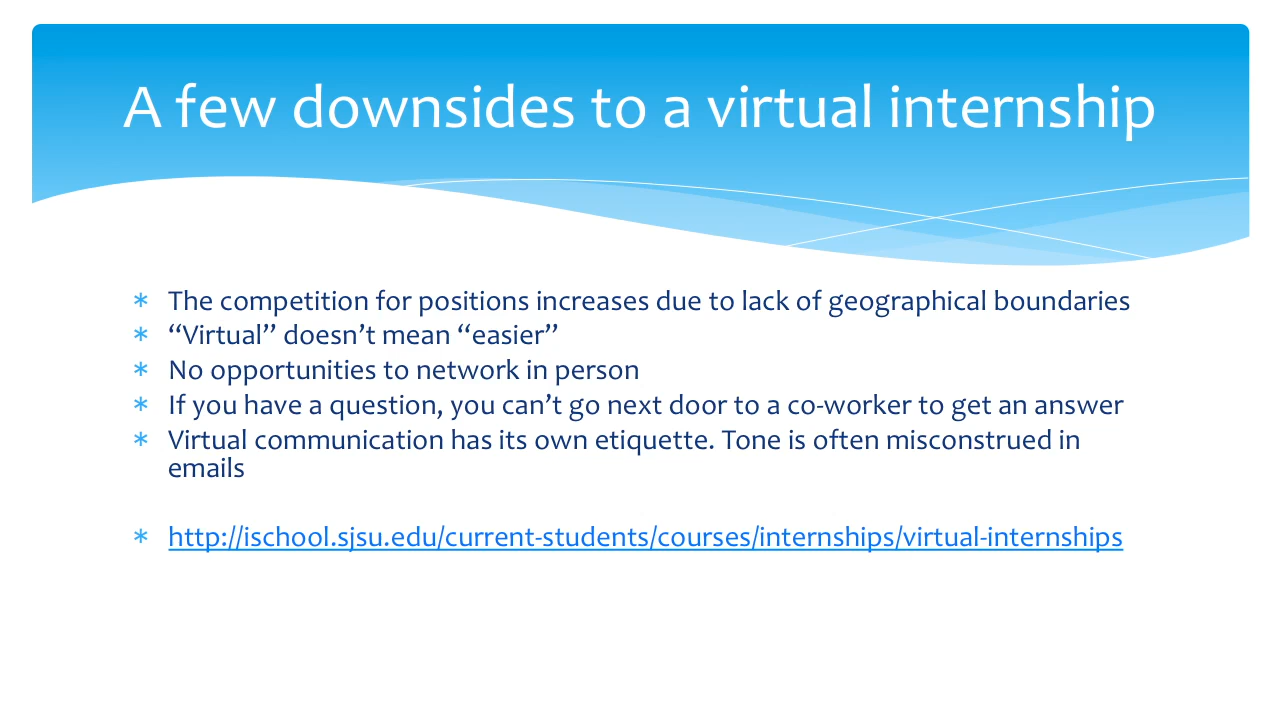 A few downsides to a virtual internship
* The competition for positions increases due to lack of geographical boundaries
* “Virtual” doesn’t mean “easier”
* No opportunities to network in person
* If you have a question, you can’t go next door to a co-worker to get an answer
* Virtual communication has its own etiquette. Tone is often misconstrued in
emails
* http://ischool.sjsu.edu/current-students/courses/internships/virtual-internships